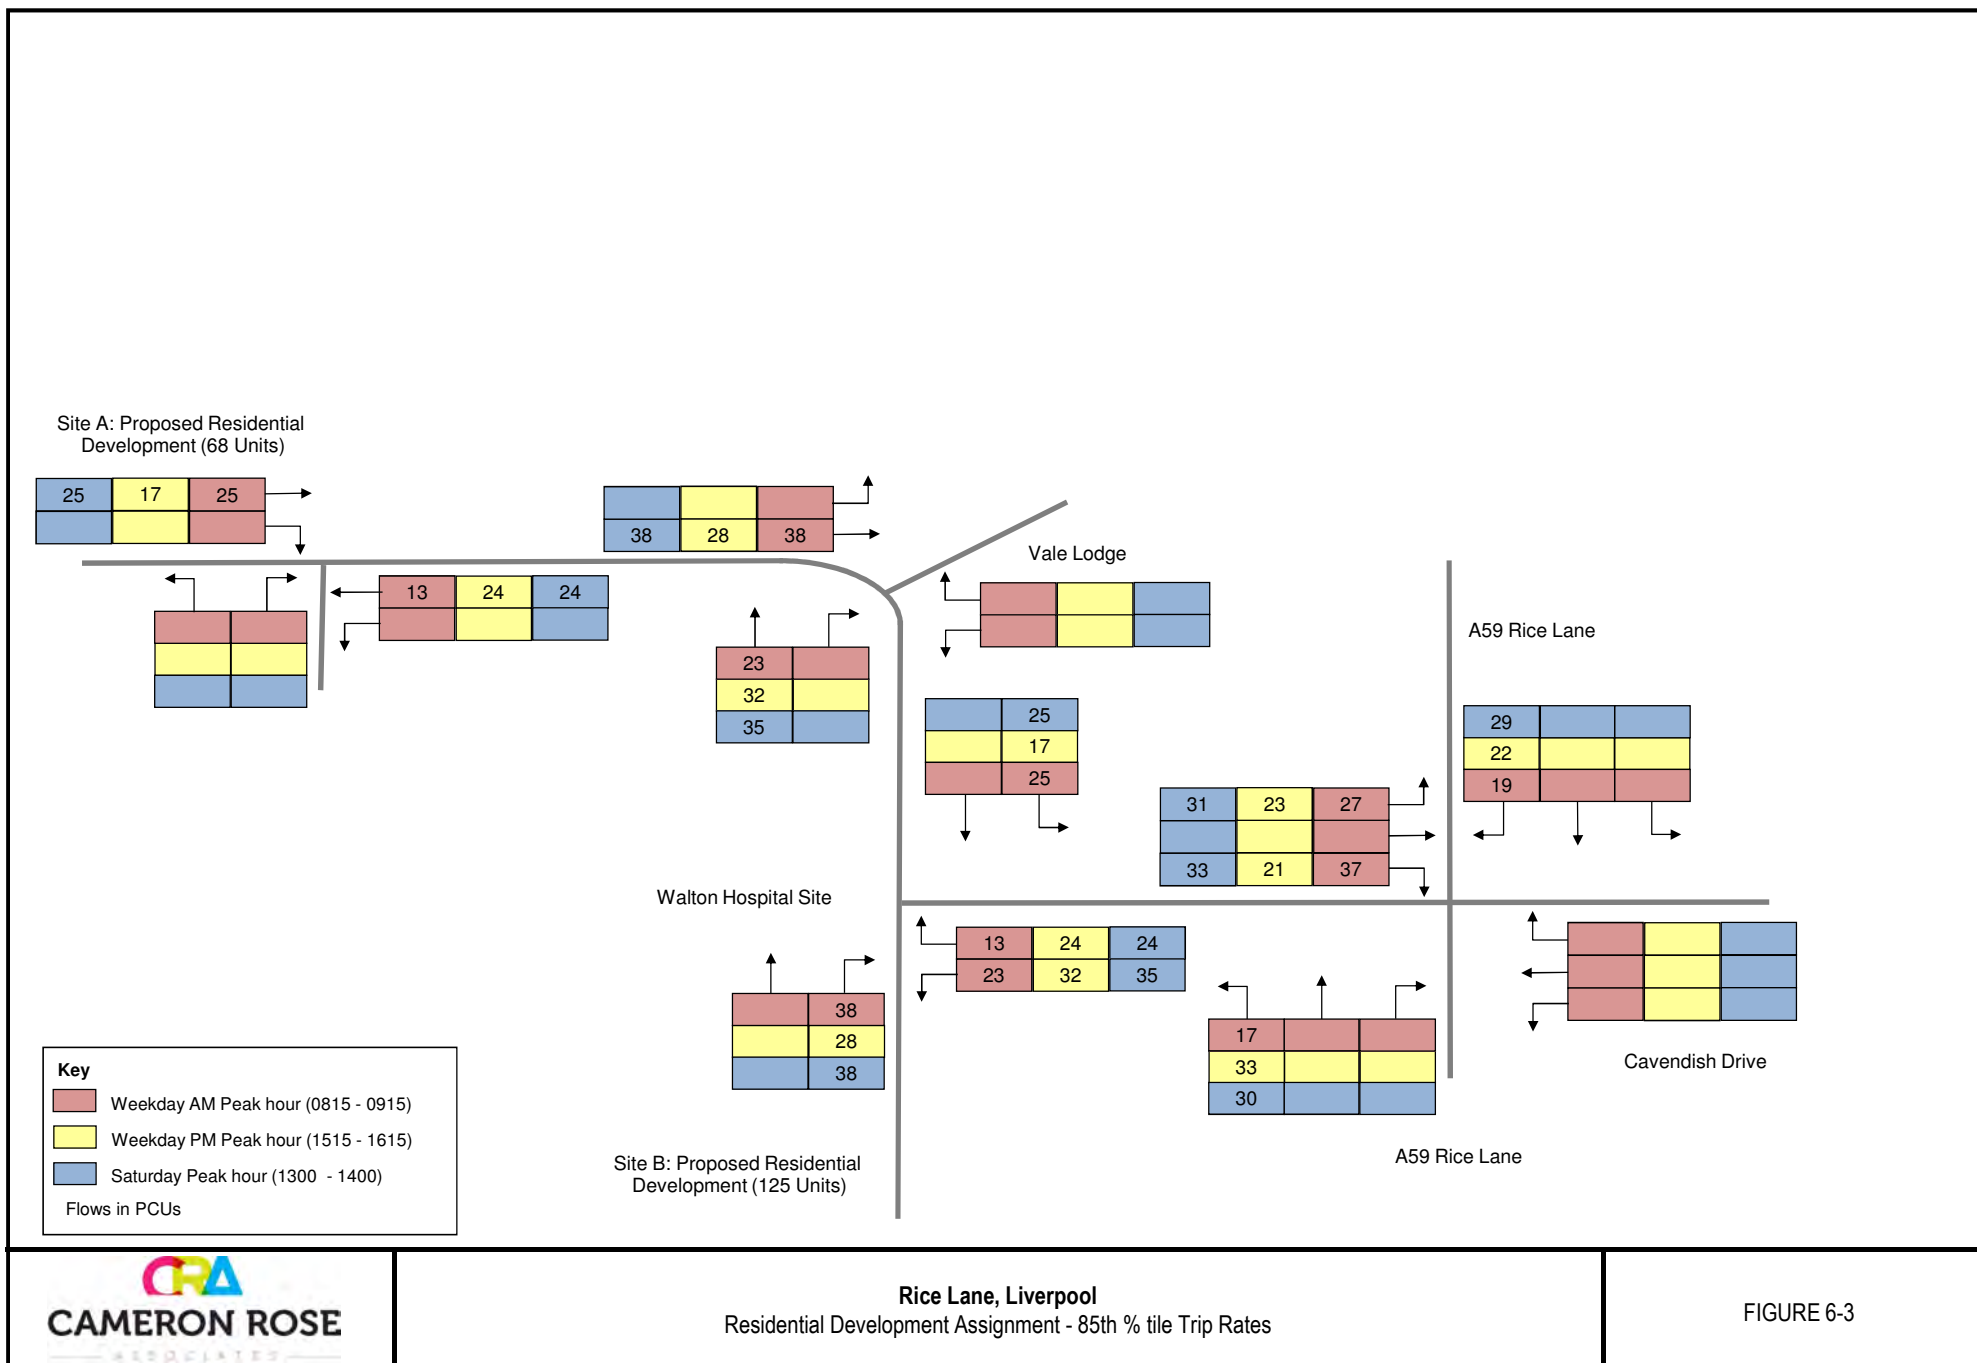 Site A: Proposed Residential
Development (68 Units)
25 17 25
38 28 38
Vale Lodge
13 24 24
A59 Rice Lane
23
32
35
25
17
25
29
22
19
31 23 27
33 21 37
Walton Hospital Site
13 24 24
23 32 35
38
28
38
17
33
30
Cavendish Drive
A59 Rice Lane
Site B: Proposed Residential
Development (125 Units)
Key
Weekday AM Peak hour (0815 - 0915)
Weekday PM Peak hour (1515 - 1615)
Saturday Peak hour (1300 - 1400)
Flows in PCUs
CRA
CAMERON ROSE
ASSOCIATES
Rice Lane, Liverpool
Residential Development Assignment - 85th % tile Trip Rates
FIGURE 6-3